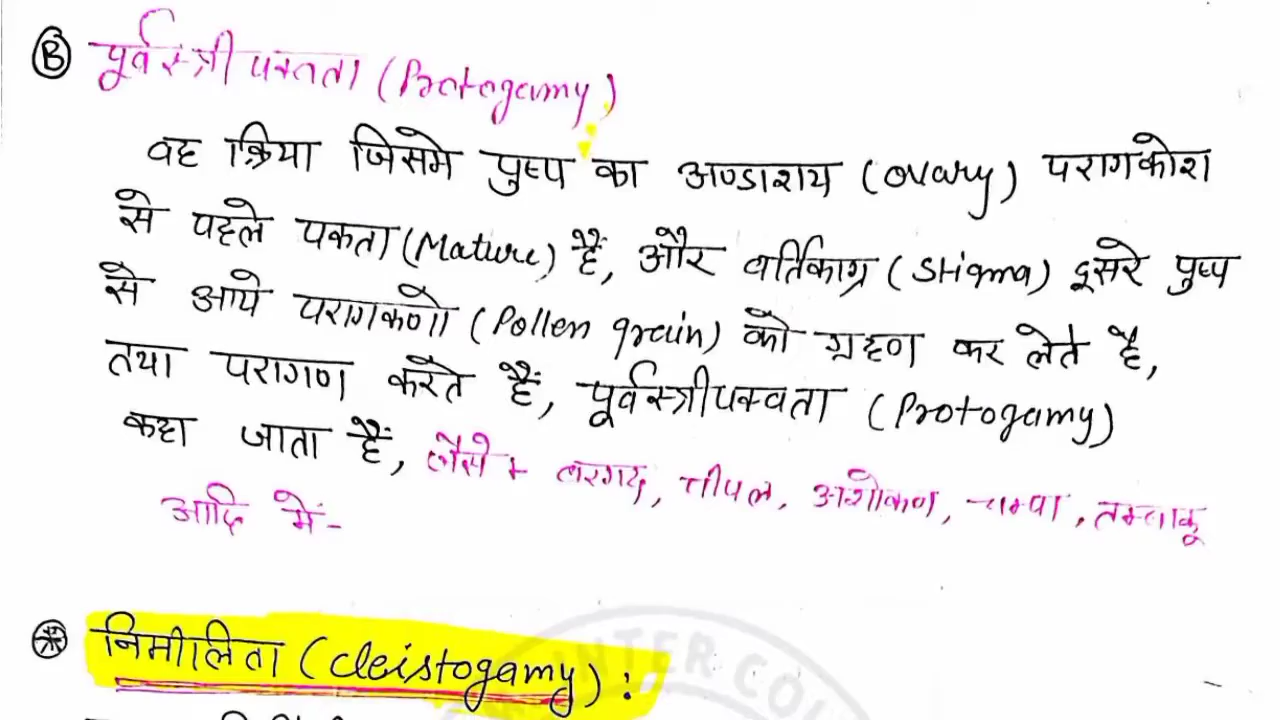 Ⓑ पूर्वस्त्रीपक्वता (Protogamy)
वह क्रिया जिसमे पुष्प का अण्डाशय (ovary) परागकोश
से पहले पकता (Mature) हैं, और वर्तिकाग्र (Stigma) दूसरे पुष्प
से आये परागकणो (Pollen grain) को ग्रहण कर लेते है,
तथा परागण करते हैं, पूर्वस्त्रीपक्वता (Protogamy)
कहा जाता हैं, जैसे बरगद, पीपल, चम्पा, तम्बाकू
आदि में-
INTER COLL
निमीलिता (cleistogamy) :